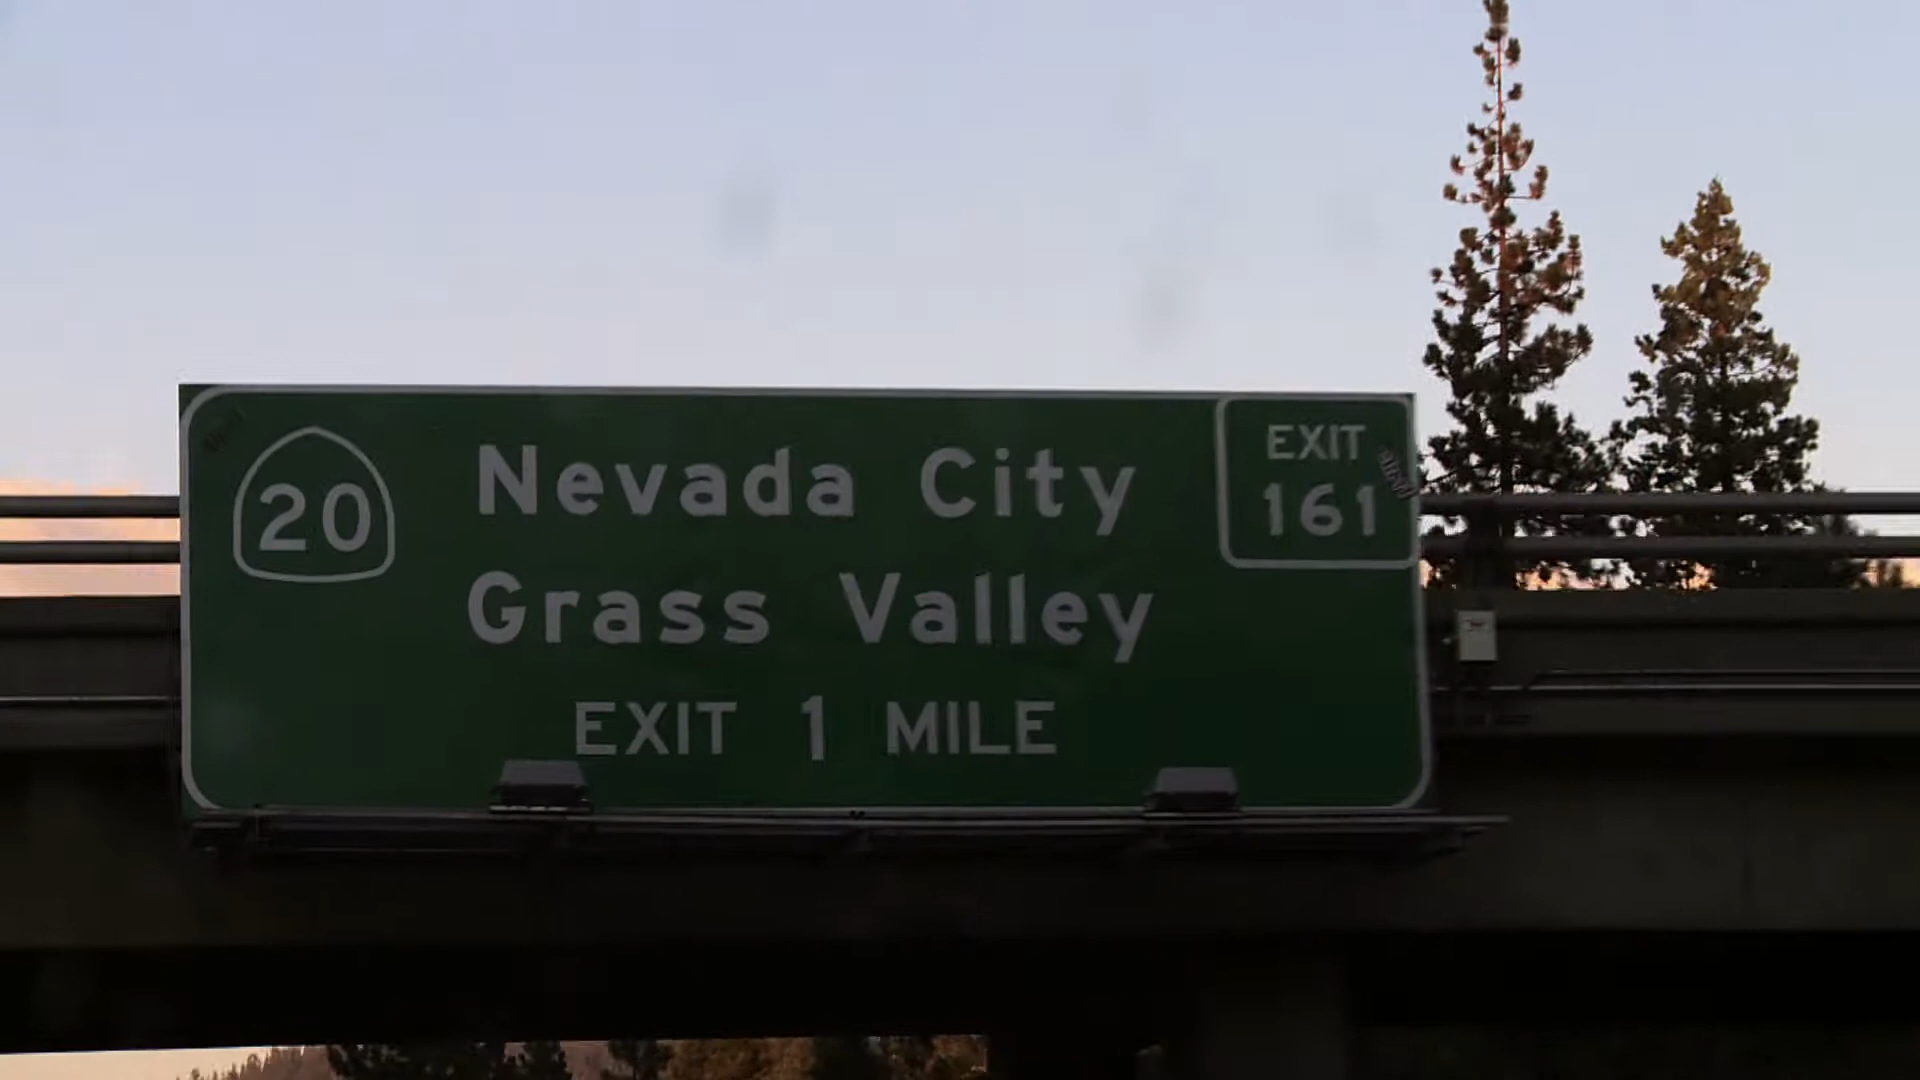 20
Nevada City
Grass Valley
EXIT 1 MILE
EXIT
161